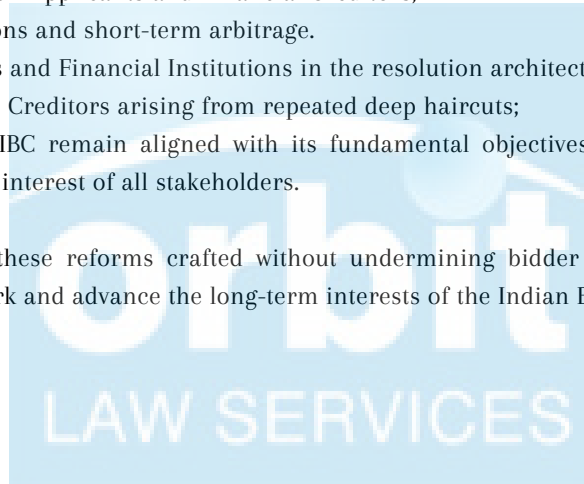 ons and short-term arbitrage.
s and Financial Institutions in the resolution architect
Creditors arising from repeated deep haircuts;
IBC remain aligned with its fundamental objectives
interest of all stakeholders.
these reforms crafted without undermining bidder
rk and advance the long-term interests of the Indian E
orbit
LAW SERVICES